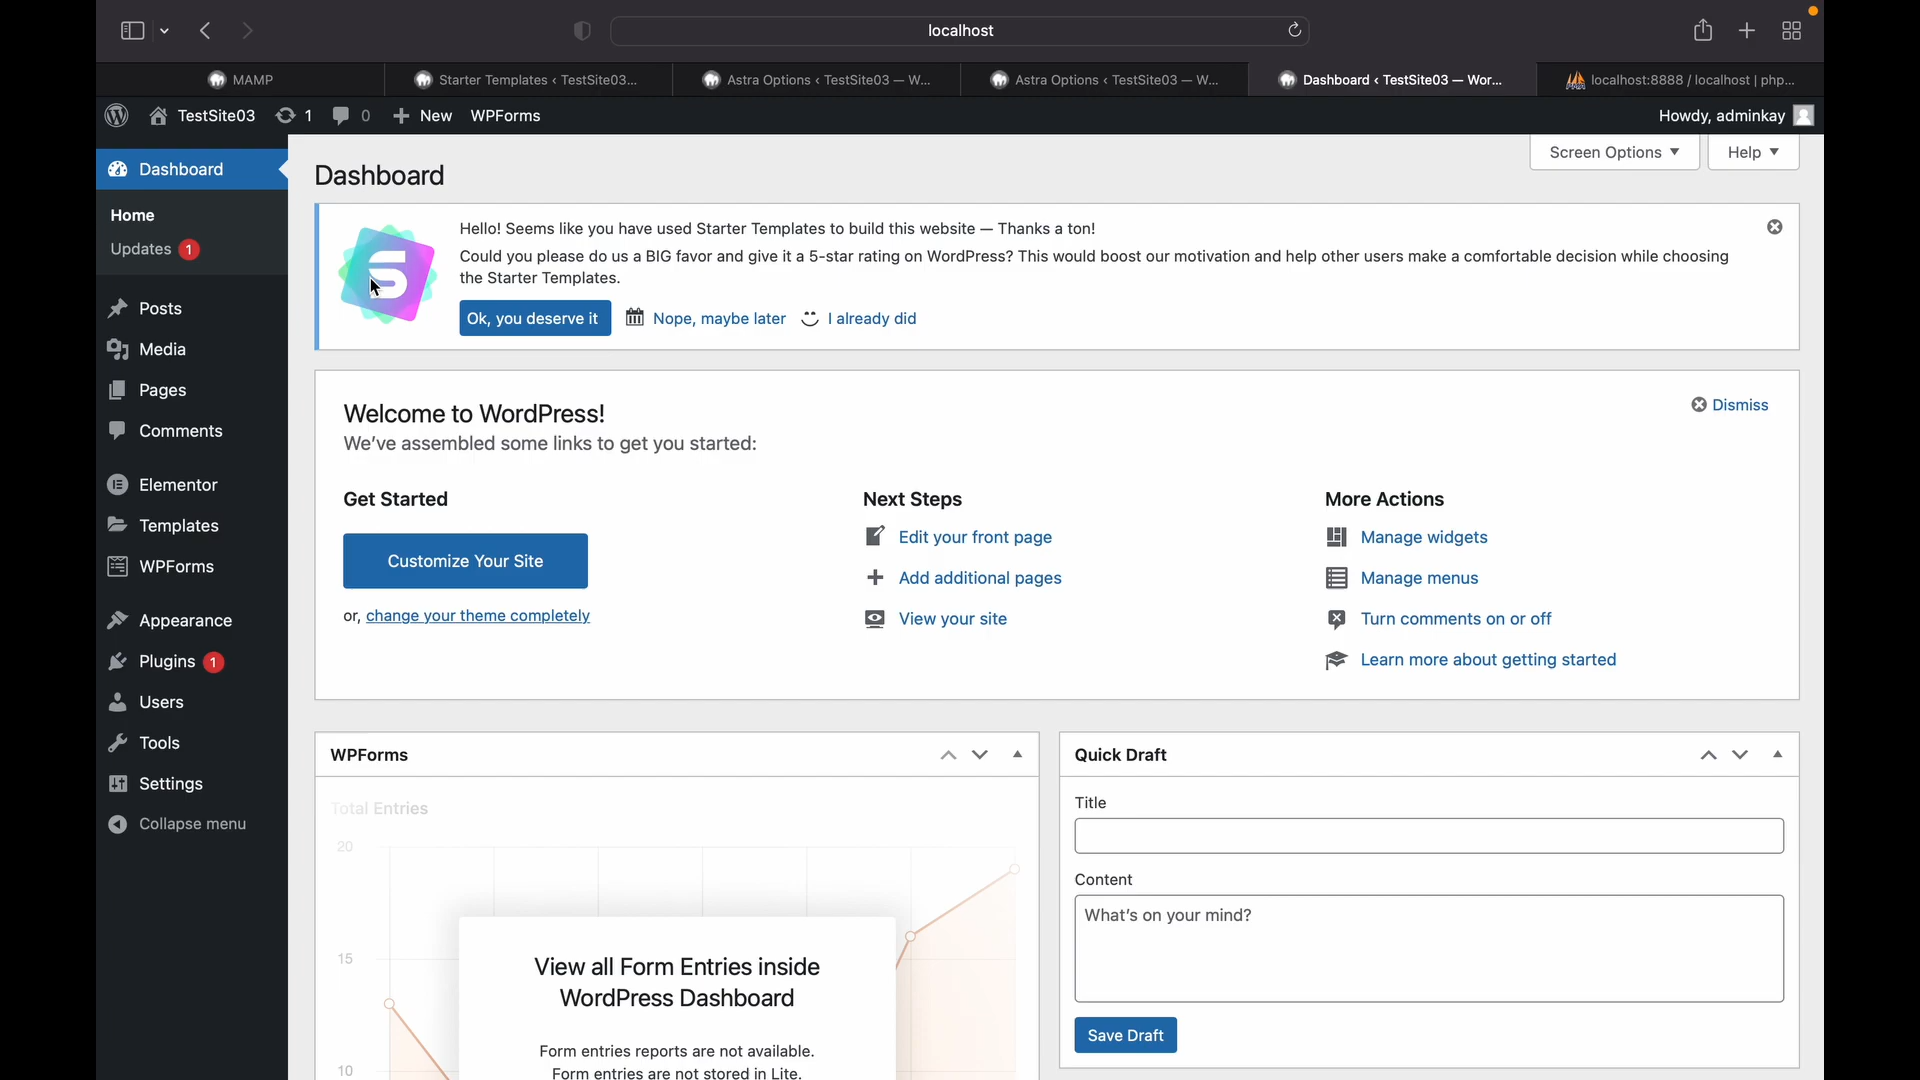 localhost
MAMP
Starter Templates < TestSite03...
Astra Options < TestSite03 — W...
Astra Options < TestSite03 — W...
Dashboard < TestSite03 — Wor...
localhost:8888 / localhost | php...
TestSite03
1
0
New
WPForms
Howdy, adminkay
Dashboard
Home
Updates 1
Posts
Media
Pages
Comments
Elementor
Templates
WPForms
Appearance
Plugins 1
Users
Tools
Settings
Collapse menu
Screen Options
Help
Dashboard
S
Hello! Seems like you have used Starter Templates to build this website — Thanks a ton!
Could you please do us a BIG favor and give it a 5-star rating on WordPress? This would boost our motivation and help other users make a comfortable decision while choosing
the Starter Templates.
Ok, you deserve it
Nope, maybe later
I already did
Welcome to WordPress!
Dismiss
We've assembled some links to get you started:
Get Started
Customize Your Site
or, change your theme completely
Next Steps
Edit your front page
Add additional pages
View your site
More Actions
Manage widgets
Manage menus
Turn comments on or off
Learn more about getting started
WPForms
Total Entries
20
15
10
View all Form Entries inside
WordPress Dashboard
Form entries reports are not available.
Form entries are not stored in Lite.
Quick Draft
Title
Content
What's on your mind?
Save Draft